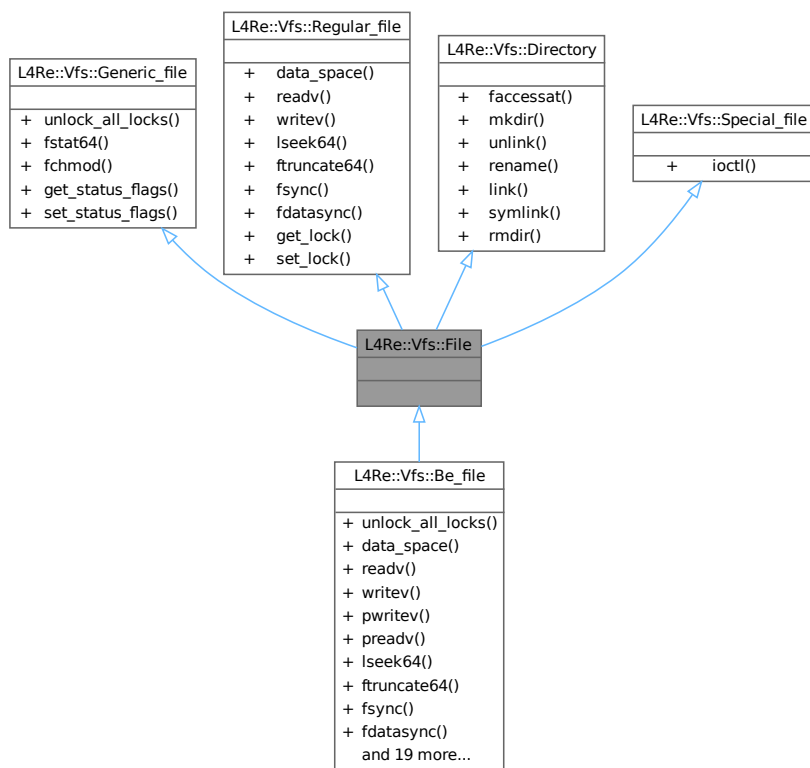 L4Re::Vfs::Generic_file
+ unlock_all_locks()
+ fstat64()
+ fchmod()
+ get_status_flags()
+ set_status_flags()
L4Re::Vfs::Regular_file
+ data_space()
+ readv()
+ writev()
+ lseek64()
+ ftruncate64()
+ fsync()
+ fdatasync()
+ get_lock()
+ set_lock()
L4Re::Vfs::Directory
+ faccessat()
+ mkdir()
+ unlink()
+ rename()
+ link()
+ symlink()
+ rmdir()
L4Re::Vfs::Special_file
+ ioctl()
L4Re::Vfs::File
L4Re::Vfs::Be_file
+ unlock_all_locks()
+ data_space()
+ readv()
+ writev()
+ pwritev()
+ preadv()
+ lseek64()
+ ftruncate64()
+ fsync()
+ fdatasync()
and 19 more...